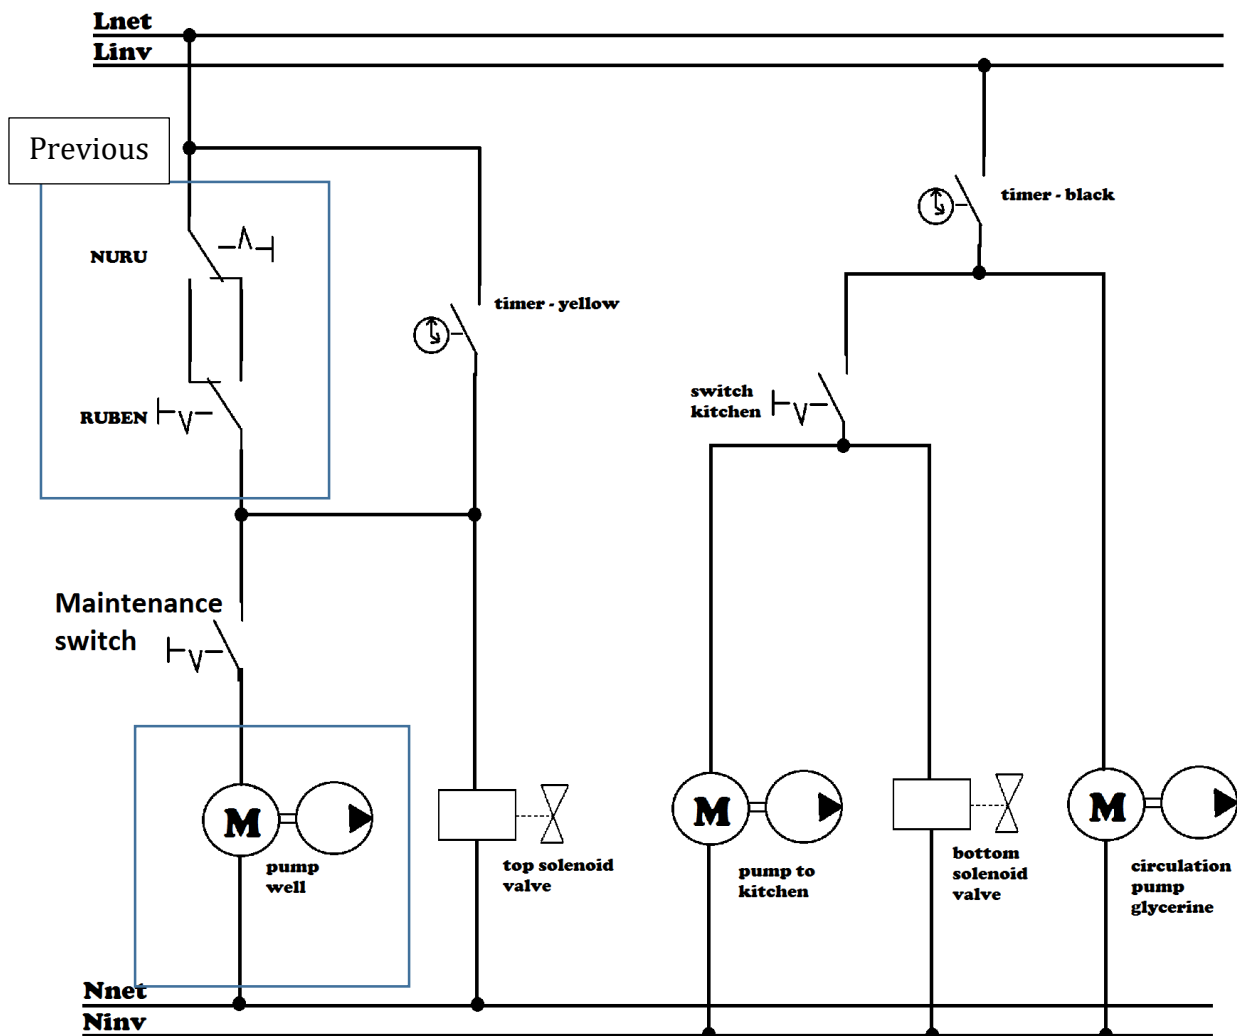 Lnet
Linv
Previous
NURU
timer - black
timer - yellow
RUBEN
switch
kitchen
Maintenance
switch
M
pump
well
top solenoid
valve
M
pump to
kitchen
bottom
solenoid
valve
M
circulation
pump
glycerine
Nnet
Ninv